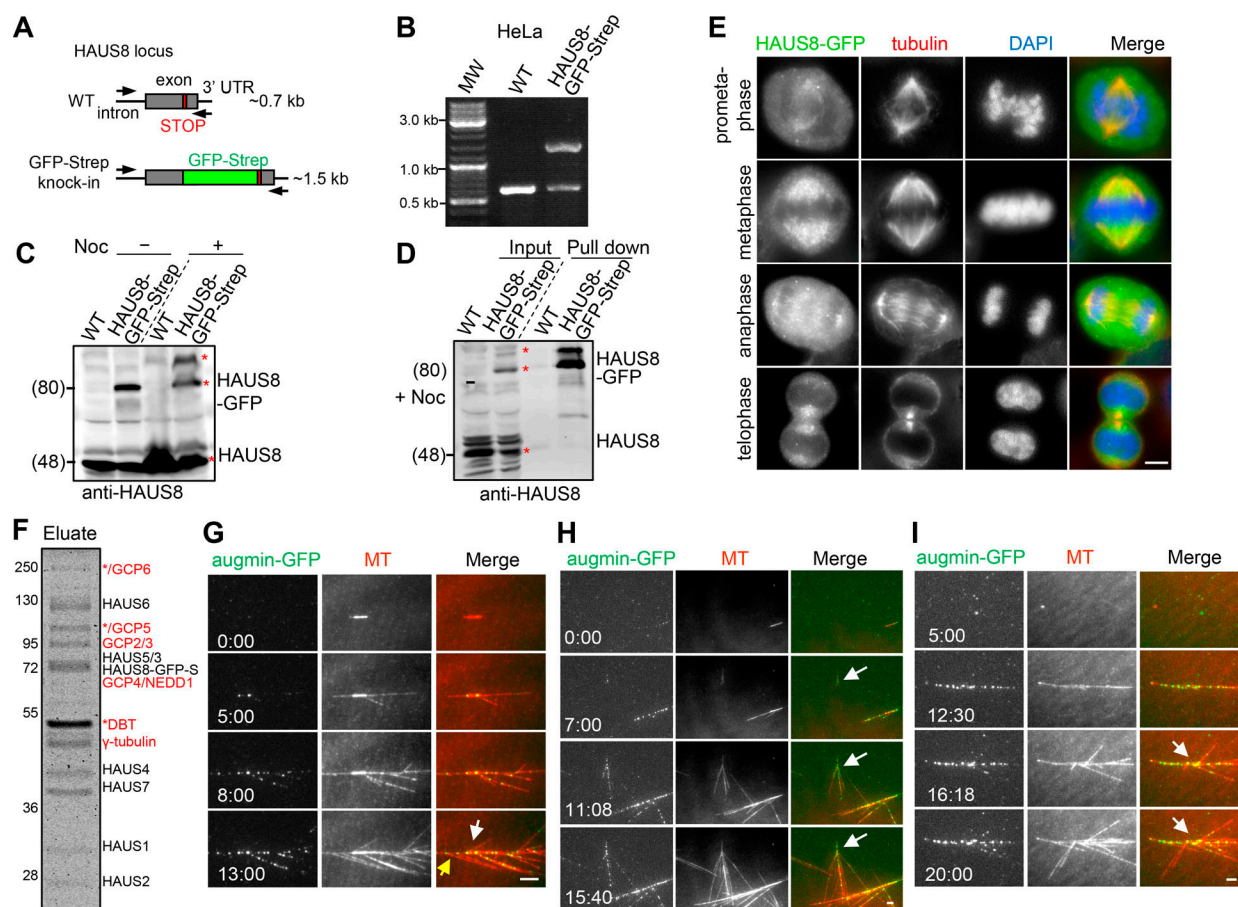 A
HAUS8 locus
exon
3' UTR
WT
~0.7 kb
intron
STOP
GFP-Strep
GFP-Strep
knock-in
~1.5 kb
B
HeLa
MW
WT
HAUS8-
GFP-Strep
3.0 kb
1.0 kb
0.5 kb
C
Noc
−
+
WT
HAUS8-
GFP-Strep
WT
HAUS8-
GFP-Strep
*
(80)
*
HAUS8
-GFP
(48)
*
HAUS8
anti-HAUS8
D
Input
Pull down
WT
HAUS8-
GFP-Strep
WT
HAUS8-
GFP-Strep
*
(80)
*
HAUS8
-GFP
+ Noc
HAUS8
(48)
*
anti-HAUS8
E
HAUS8-GFP
tubulin
DAPI
Merge
prometa-
phase
metaphase
anaphase
telophase
F
Eluate
250
*/GCP6
130
HAUS6
*/GCP5
95
GCP2/3
HAUS5/3
72
HAUS8-GFP-S
GCP4/NEDD1
55
*DBT
γ-tubulin
HAUS4
HAUS7
36
HAUS1
28
HAUS2
G
augmin-GFP
MT
Merge
0:00
5:00
8:00
13:00
H
augmin-GFP
MT
Merge
0:00
7:00
11:08
15:40
I
augmin-GFP
MT
Merge
5:00
12:30
16:18
20:00